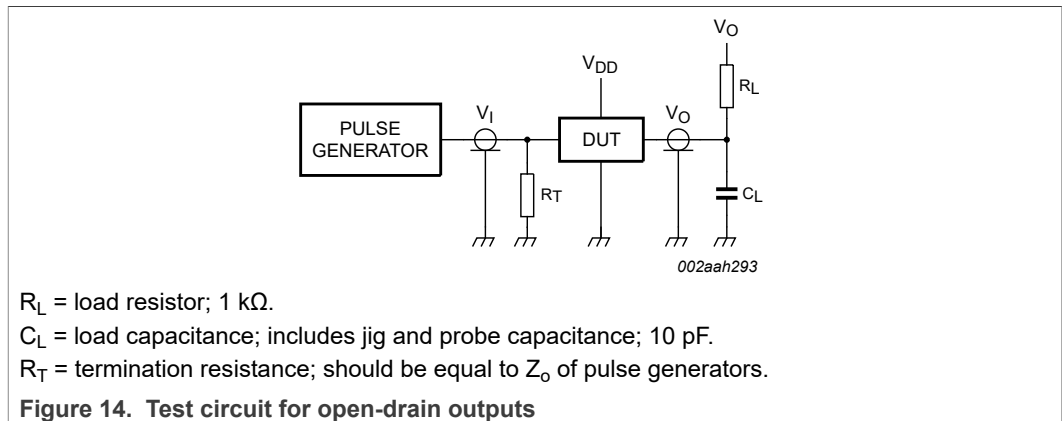 VO
VDD
RL
PULSE
GENERATOR
VI
DUT
VO
RT
CL
002aah293
RL = load resistor; 1 kΩ.
CL = load capacitance; includes jig and probe capacitance; 10 pF.
RT = termination resistance; should be equal to Zo of pulse generators.
Figure 14. Test circuit for open-drain outputs